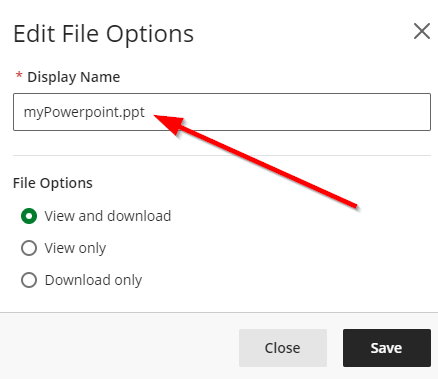 Edit File Options
* Display Name
myPowerpoint.ppt
File Options
View and download
View only
Download only
Close Save